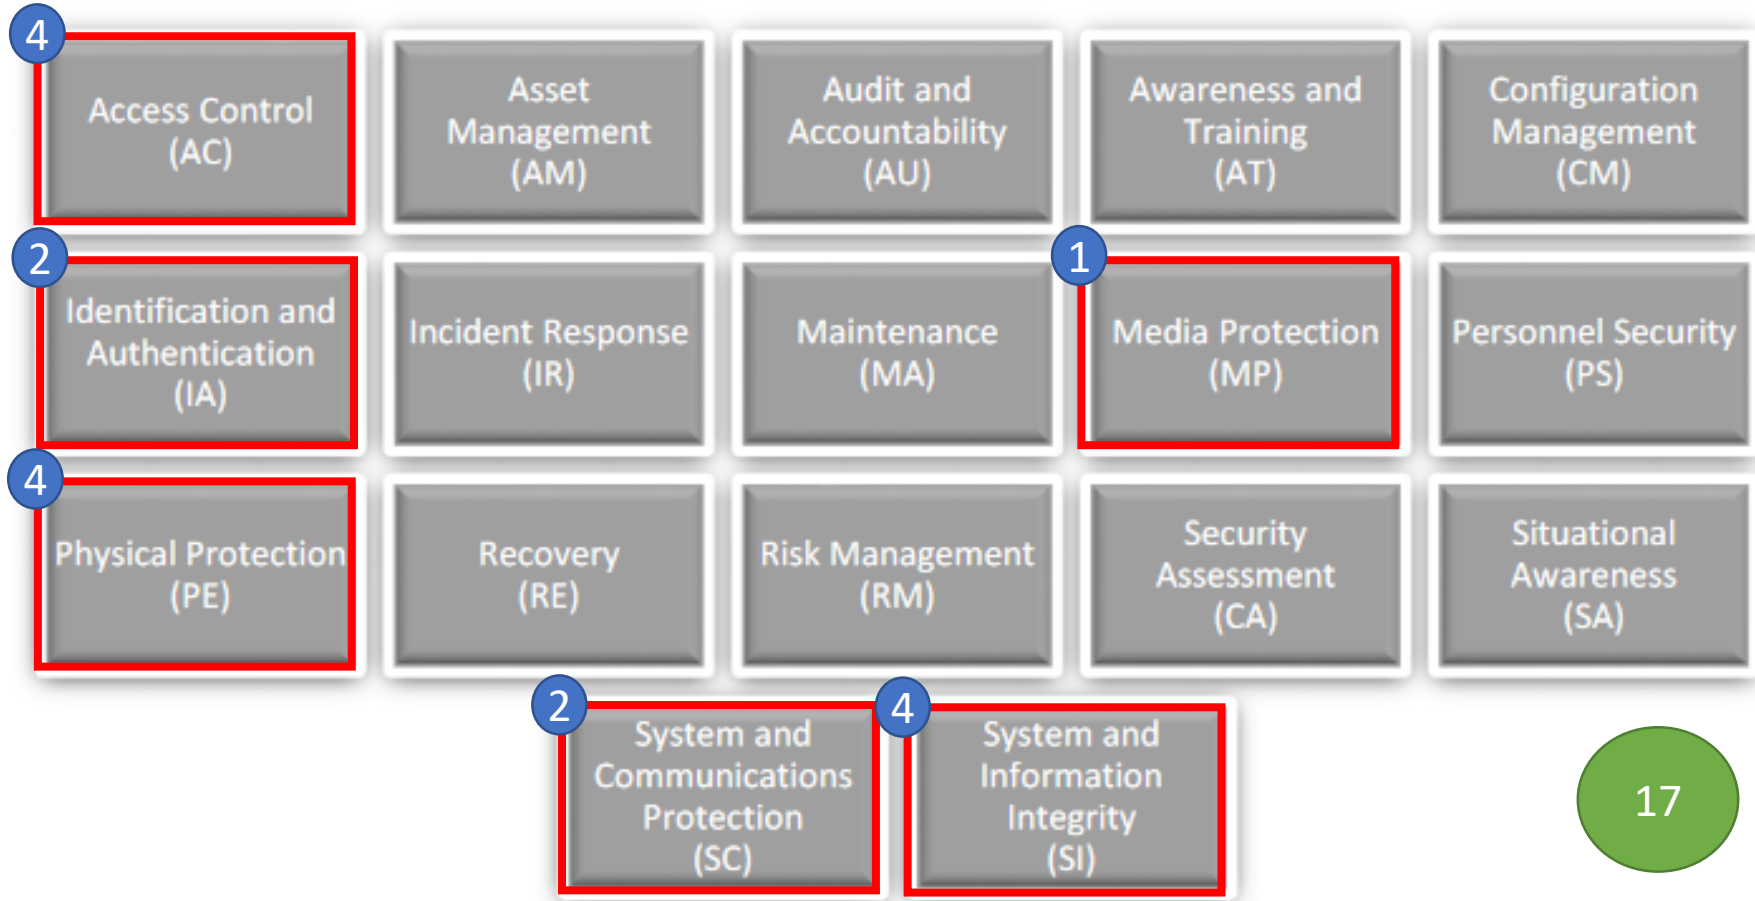 4
Access Control
(AC)
Asset
Management
(AM)
Audit and
Accountability
(AU)
Awareness and
Training
(AT)
Configuration
Management
(CM)
2
Identification and
Authentication
(IA)
Incident Response
(IR)
Maintenance
(MA)
1
Media Protection
(MP)
Personnel Security
(PS)
4
Physical Protection
(PE)
Recovery
(RE)
Risk Management
(RM)
Security
Assessment
(CA)
Situational
Awareness
(SA)
2
System and
Communications
Protection
(SC)
4
System and
Information
Integrity
(SI)
17